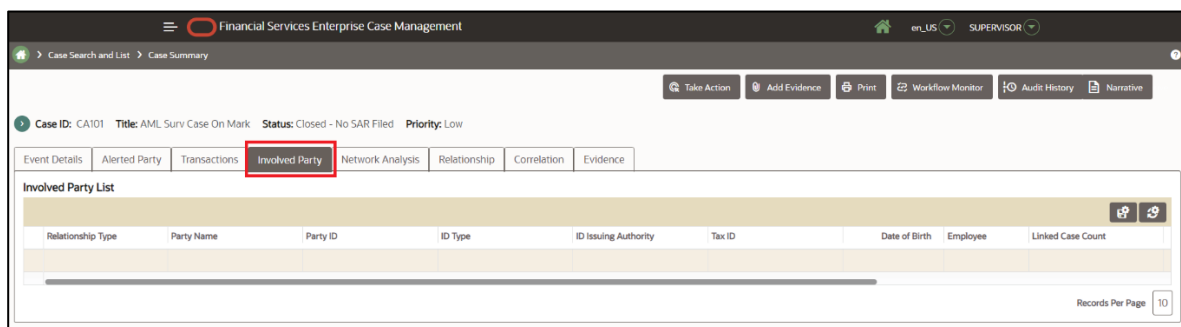 Financial Services Enterprise Case Management en_US SUPERVISOR
> Case Search and List > Case Summary ?
Take Action Add Evidence Print Workflow Monitor Audit History Narrative
Case ID: CA101 Title: AML Surv Case On Mark Status: Closed - No SAR Filed Priority: Low
Event Details Alerted Party Transactions Involved Party Network Analysis Relationship Correlation Evidence
Involved Party List
Relationship Type Party Name Party ID ID Type ID Issuing Authority Tax ID Date of Birth Employee Linked Case Count
Records Per Page 10